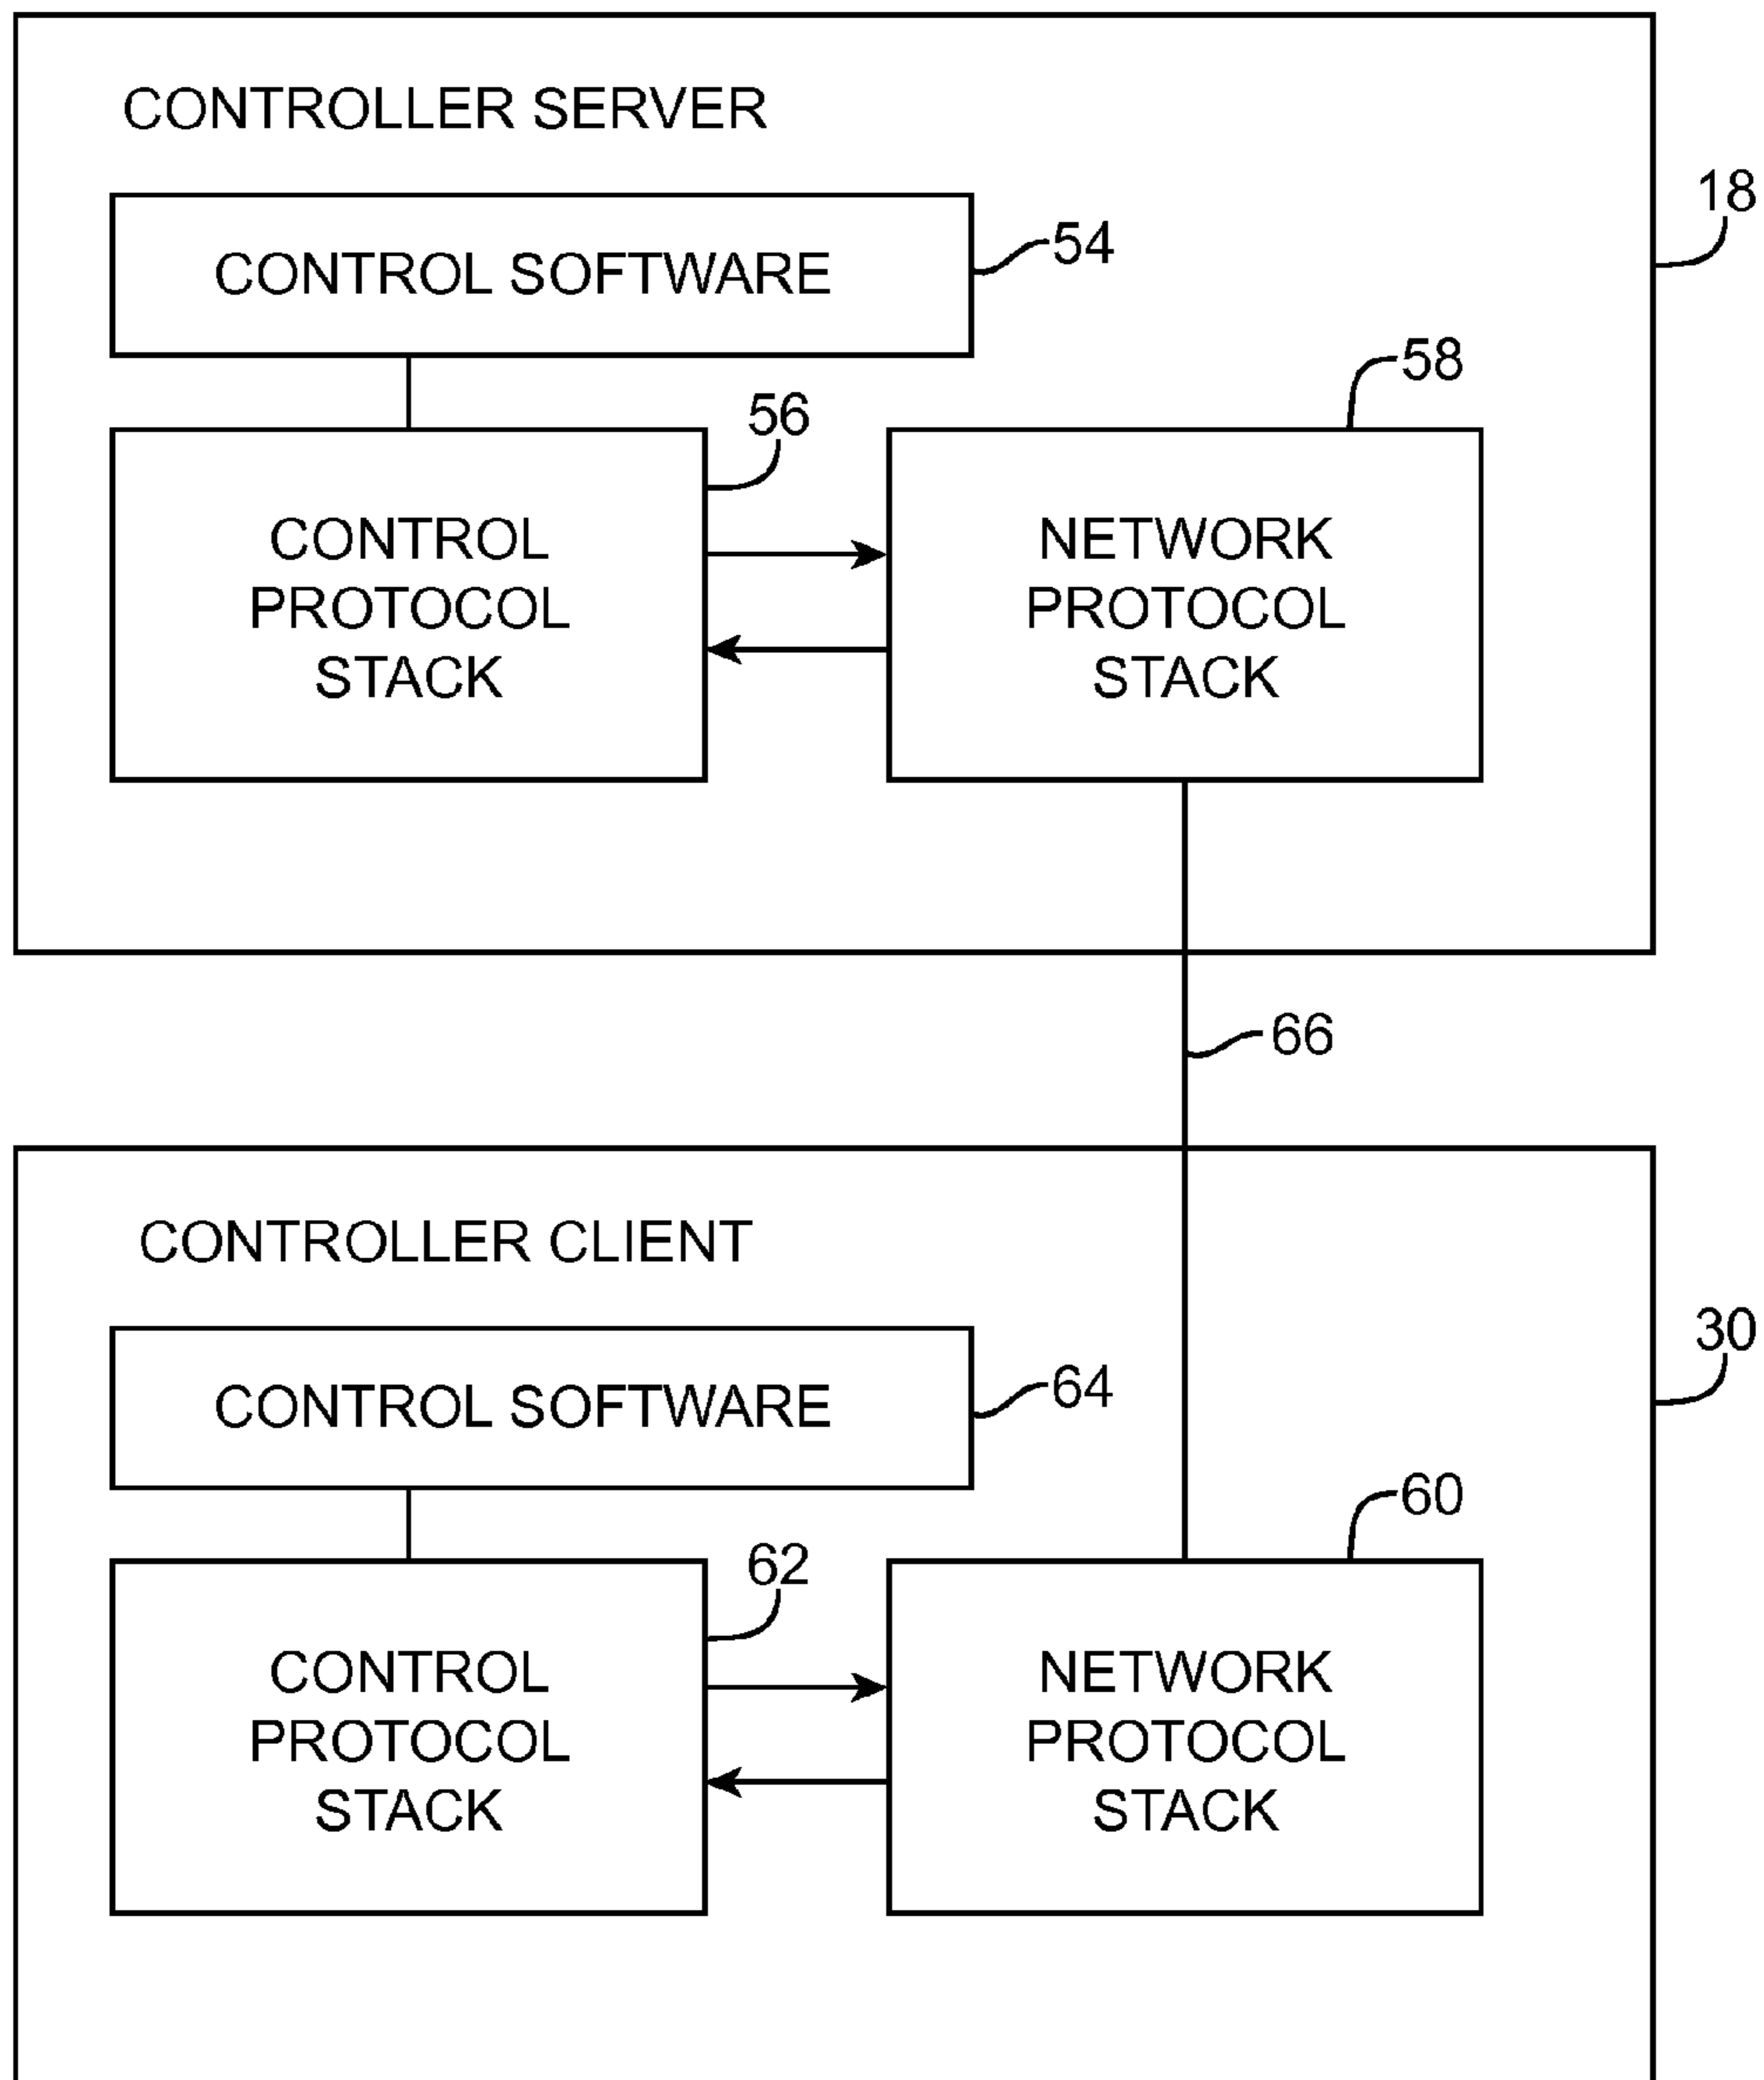 CONTROLLER SERVER
18
CONTROL SOFTWARE
54
58
56
CONTROL
PROTOCOL
STACK
NETWORK
PROTOCOL
STACK
66
CONTROLLER CLIENT
30
CONTROL SOFTWARE
64
60
62
CONTROL
PROTOCOL
STACK
NETWORK
PROTOCOL
STACK